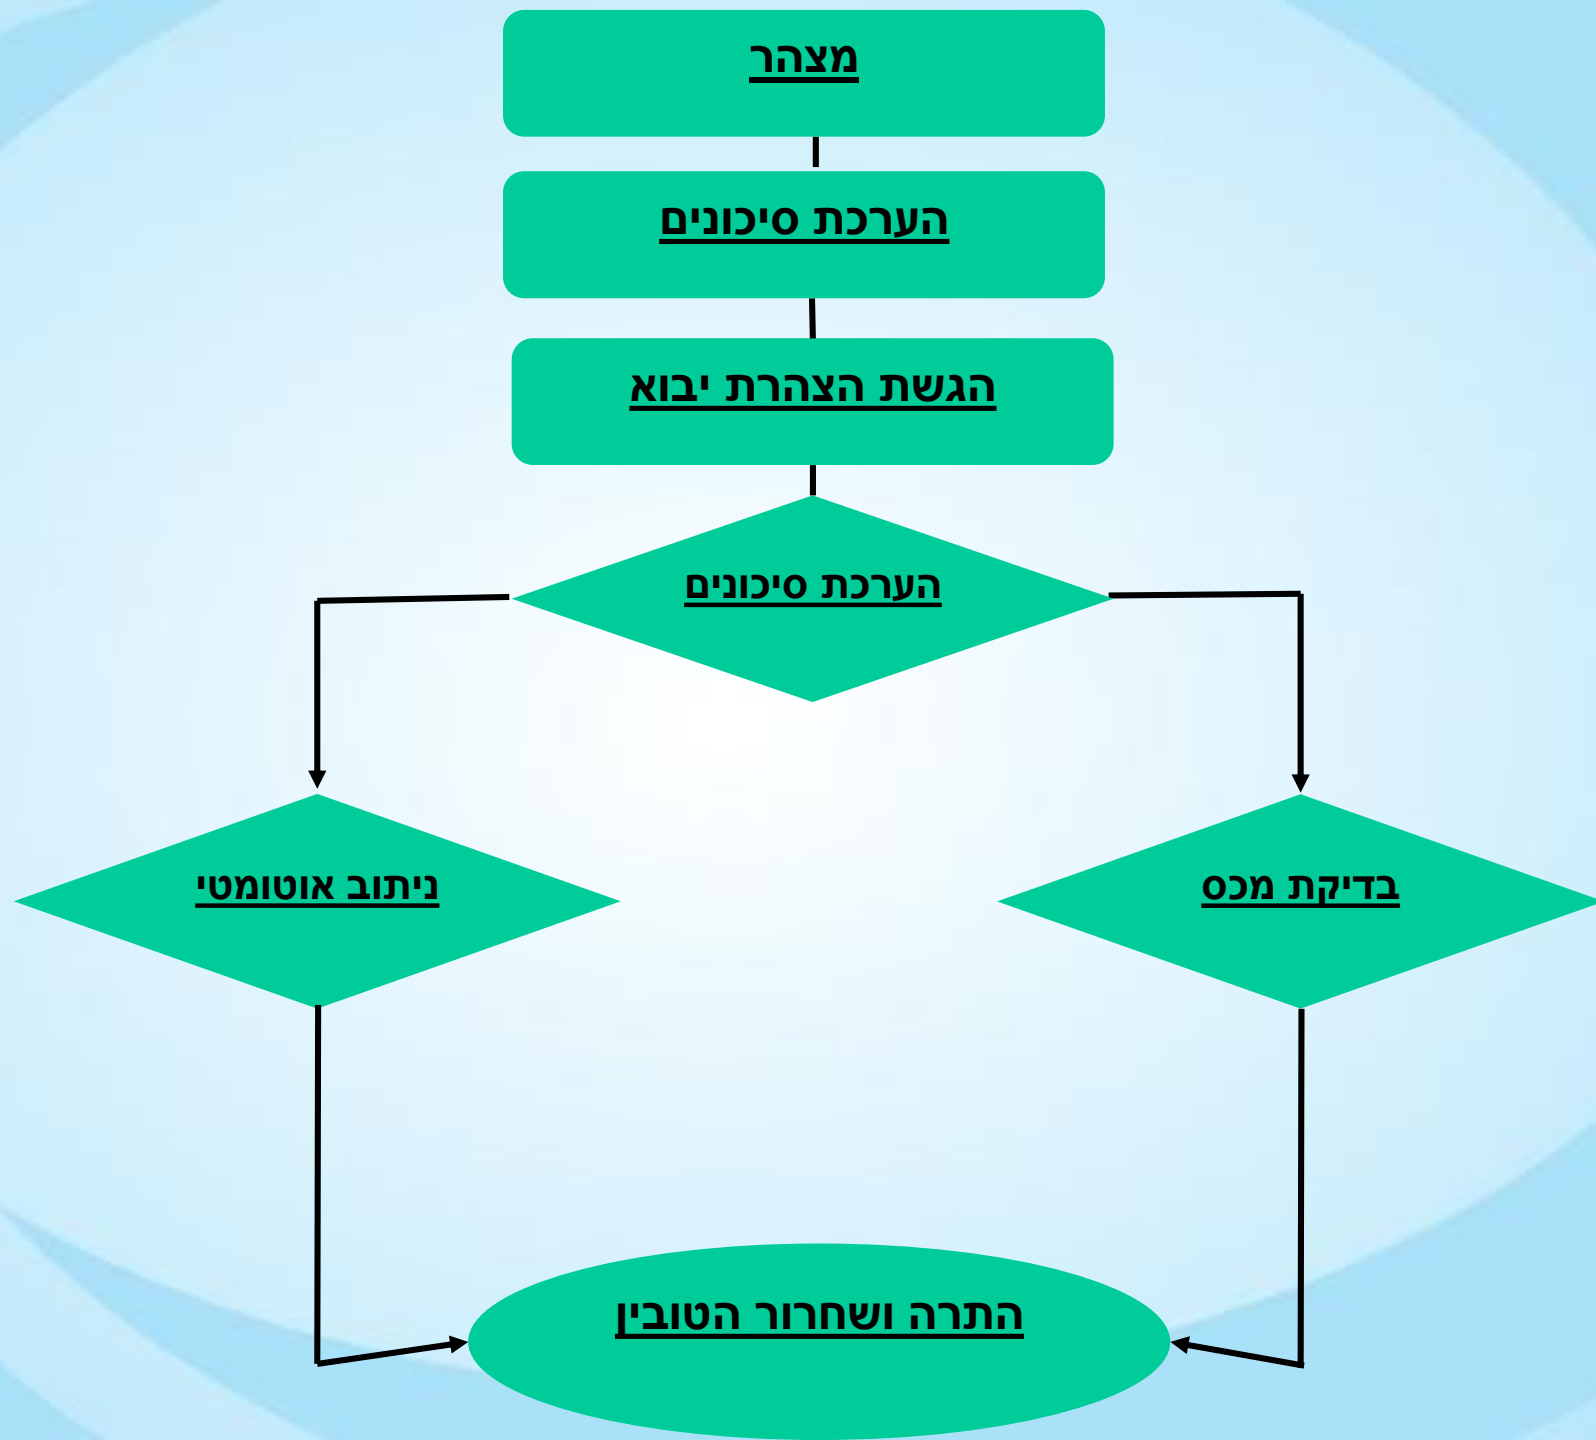 מצהר
הערכת סיכונים
הגשת הצהרת יבוא
הערכת סיכונים
בדיקת מכס
ניתוב אוטומטי
התרה ושחרור הטובין